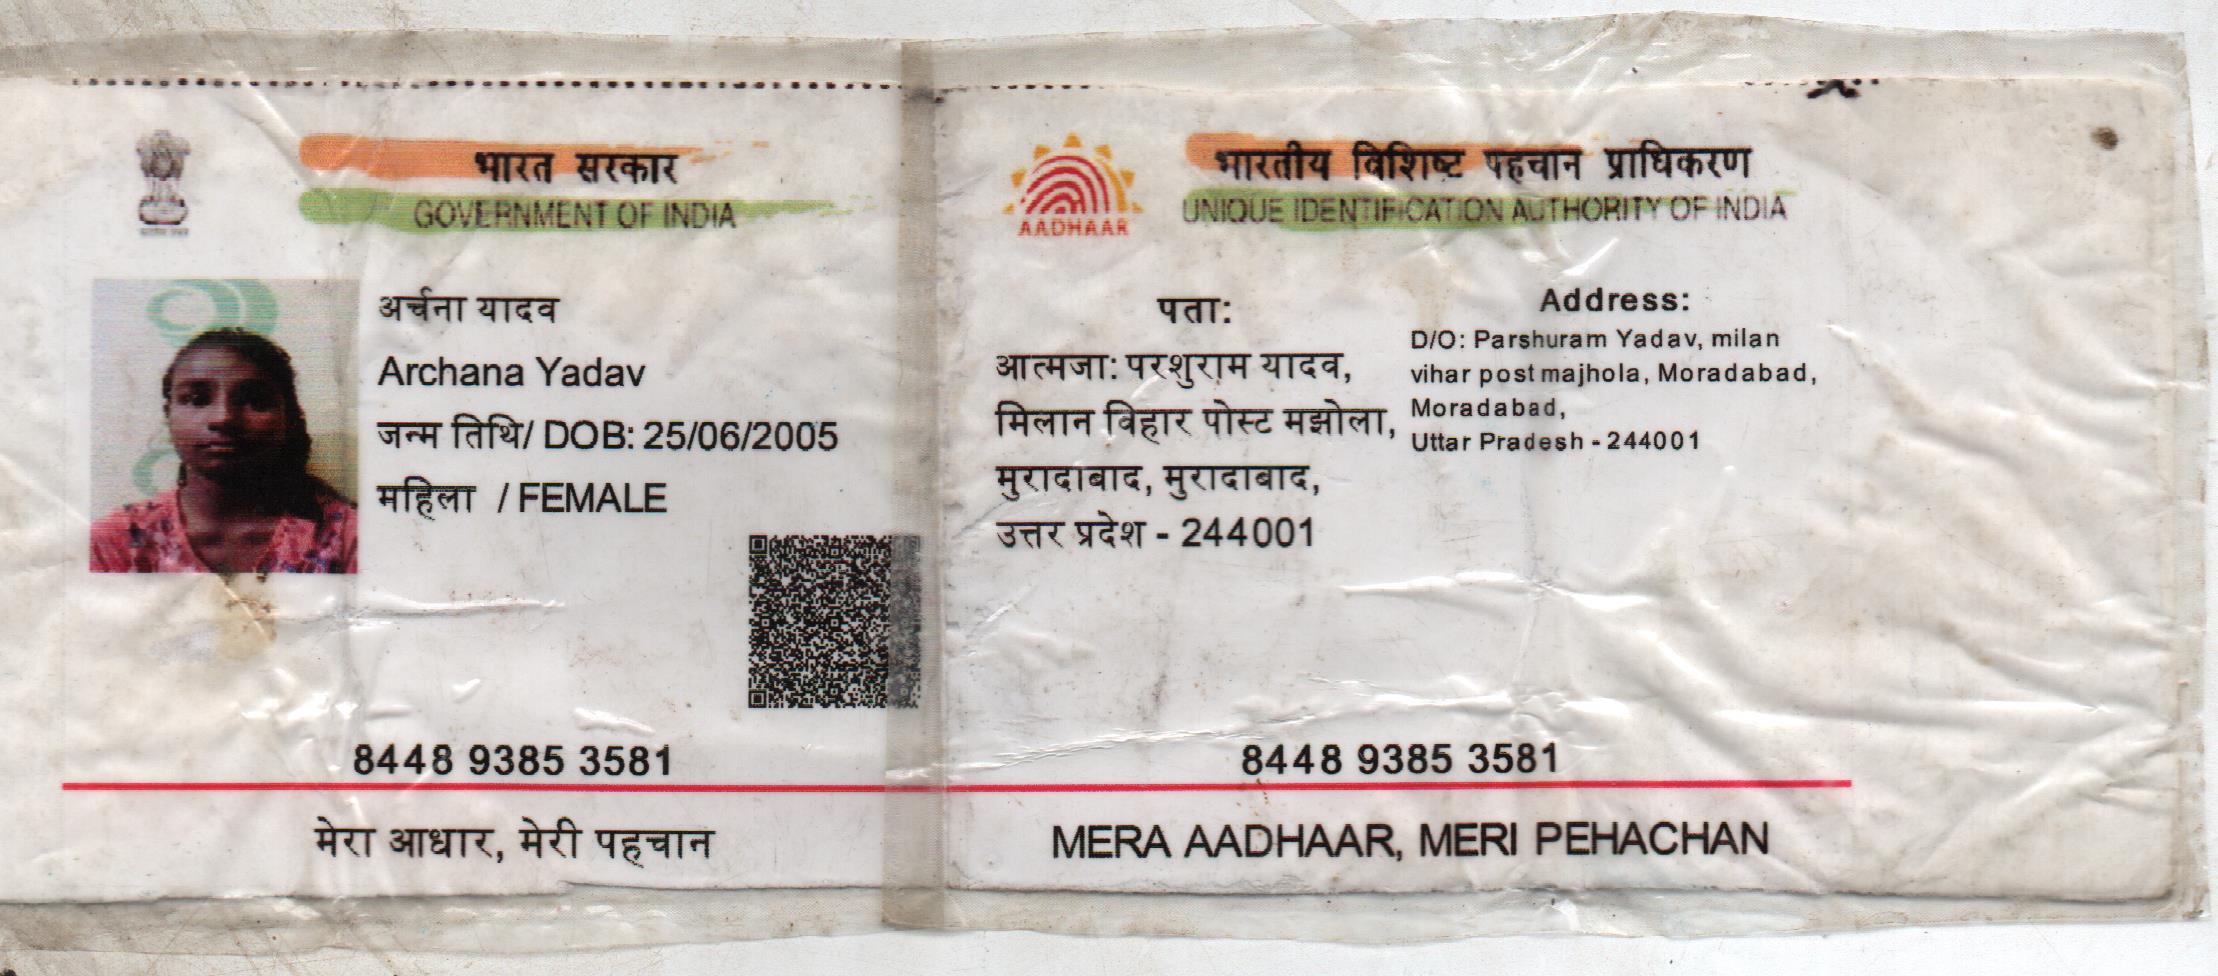 भारत सरकार
GOVERNMENT OF INDIA
अर्चना यादव
Archana Yadav
जन्म तिथि/ DOB: 25/06/2005
महिला / FEMALE
8448 9385 3581
मेरा आधार, मेरी पहचान
AADHAAR
भारतीय विशिष्ट पहचान प्राधिकरण
UNIQUE IDENTIFICATION AUTHORITY OF INDIA
पता:
आत्मजा: परशुराम यादव,
मिलान विहार पोस्ट मझोला,
मुरादाबाद, मुरादाबाद,
उत्तर प्रदेश - 244001
Address:
D/O: Parshuram Yadav, milan
vihar post majhola, Moradabad,
Moradabad,
Uttar Pradesh - 244001
8448 9385 3581
MERA AADHAAR, MERI PEHACHAN